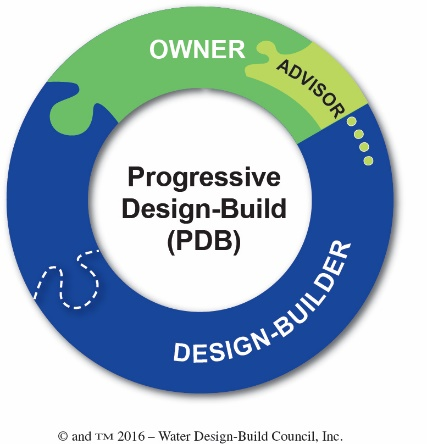 OWNER
ADVISOR
Progressive
Design-Build
(PDB)
DESIGN-BUILDER
© and ™ 2016 – Water Design-Build Council, Inc.